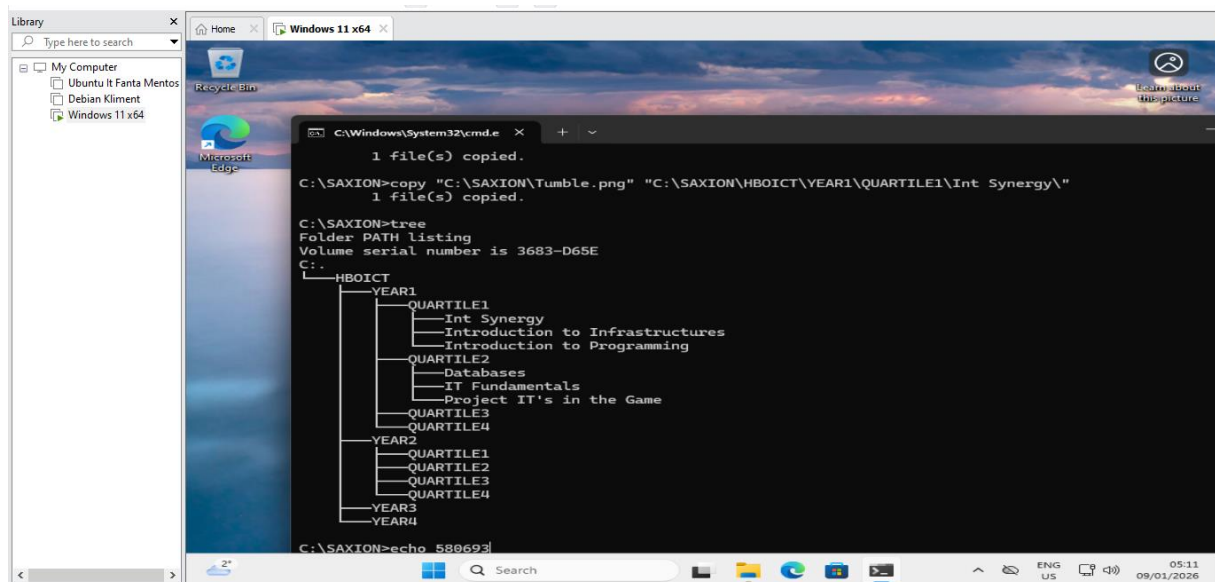 Library
Type here to search
My Computer
Ubuntu It Fanta Mentos
Debian Kliment
Windows 11 x64
Home
Windows 11 x64
Recycle Bin
Learn about
this picture
Microsoft
Edge
C:\Windows\System32\cmd.e
1 file(s) copied.
C:\SAXION>copy "C:\SAXION\Tumble.png" "C:\SAXION\HBOICT\YEAR1\QUARTILE1\Int Synergy\"
1 file(s) copied.
C:\SAXION>tree
Folder PATH listing
Volume serial number is 3683-D65E
C:.
└───HBOICT
    ├───YEAR1
    │   ├───QUARTILE1
    │   │   ├───Int Synergy
    │   │   ├───Introduction to Infrastructures
    │   │   └───Introduction to Programming
    │   ├───QUARTILE2
    │   │   ├───Databases
    │   │   ├───IT Fundamentals
    │   │   └───Project IT's in the Game
    │   ├───QUARTILE3
    │   └───QUARTILE4
    ├───YEAR2
    │   ├───QUARTILE1
    │   ├───QUARTILE2
    │   ├───QUARTILE3
    │   └───QUARTILE4
    ├───YEAR3
    └───YEAR4
C:\SAXION>echo 580693
2°
Search
ENG
US
05:11
09/01/2026